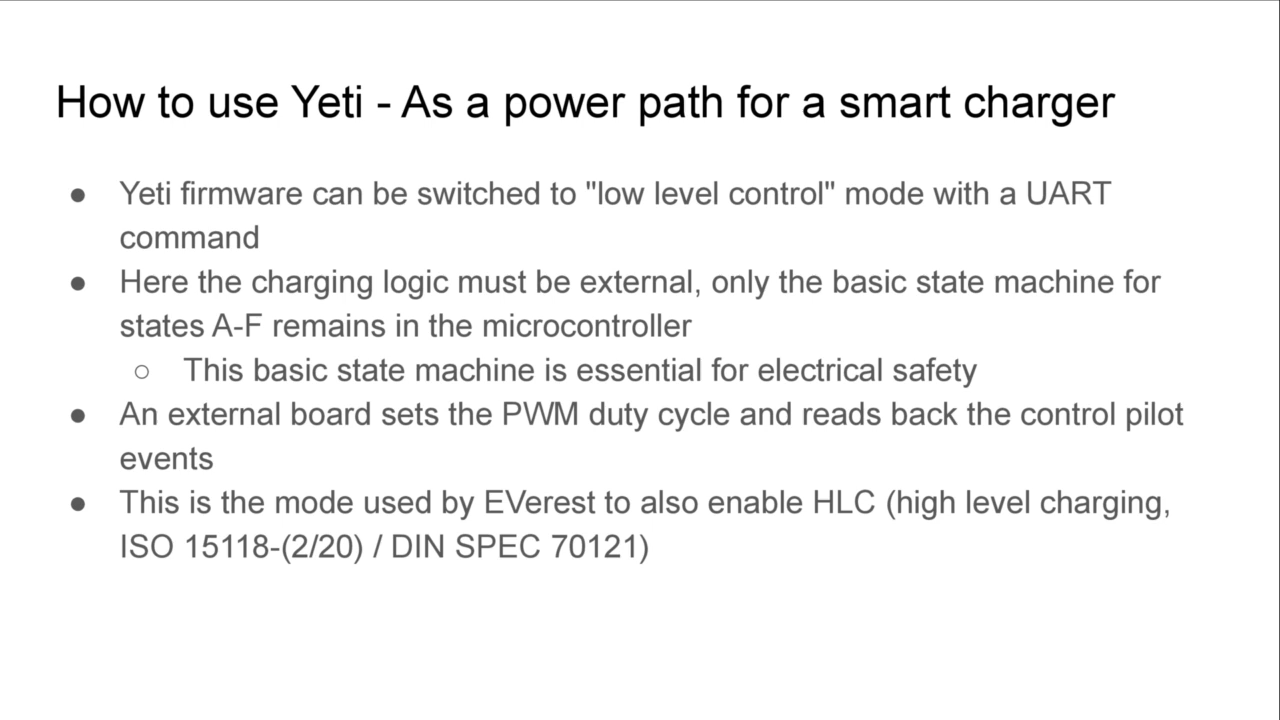 How to use Yeti - As a power path for a smart charger
● Yeti firmware can be switched to "low level control" mode with a UART
command
● Here the charging logic must be external, only the basic state machine for
states A-F remains in the microcontroller
○ This basic state machine is essential for electrical safety
● An external board sets the PWM duty cycle and reads back the control pilot
events
● This is the mode used by EVerest to also enable HLC (high level charging,
ISO 15118-(2/20) / DIN SPEC 70121)